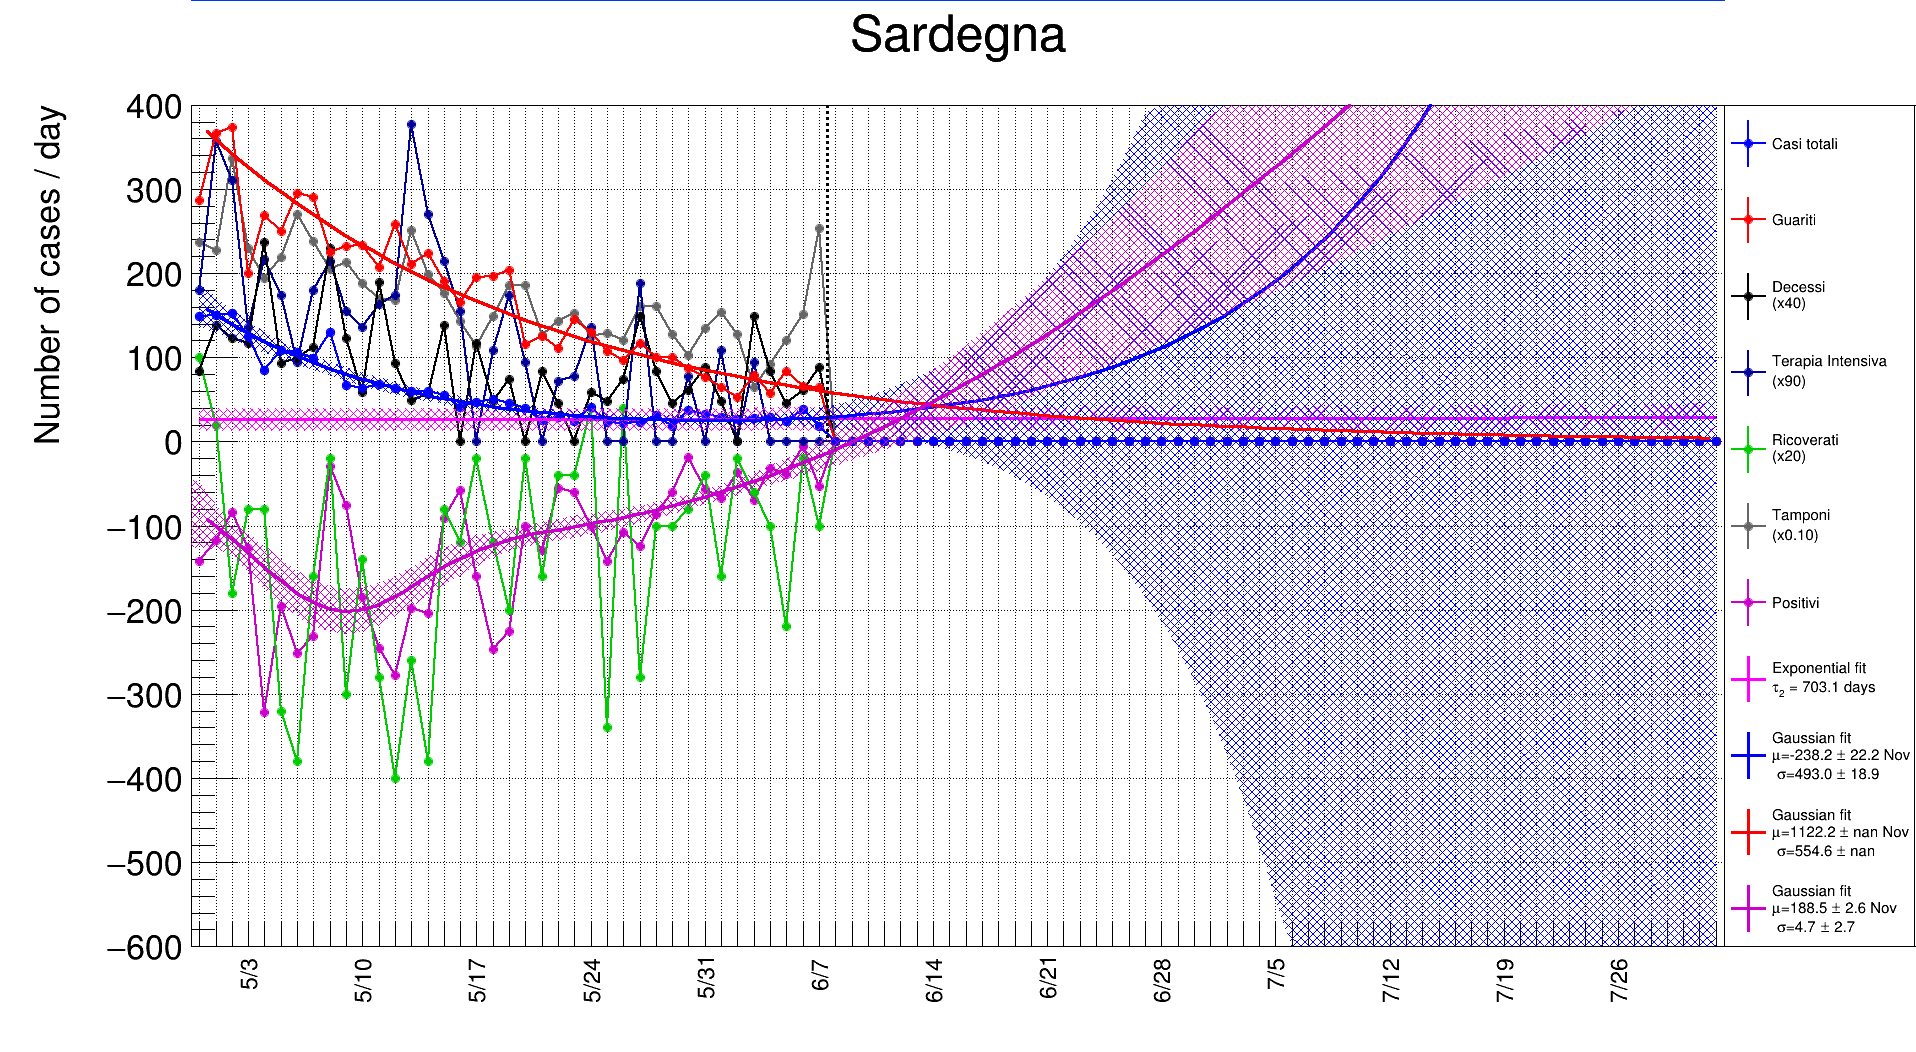 Sardegna
Number of cases / day
400
300
200
100
0
−100
−200
−300
−400
−500
−600
5/3
5/10
5/17
5/24
5/31
6/7
6/14
6/21
6/28
7/5
7/12
7/19
7/26
Casi totali
Guariti
Decessi
(x40)
Terapia Intensiva
(x90)
Ricoverati
(x20)
Tamponi
(x0.10)
Positivi
Exponential fit
τ2 = 703.1 days
Gaussian fit
μ=-238.2 ± 22.2 Nov
σ=493.0 ± 18.9
Gaussian fit
μ=1122.2 ± nan Nov
σ=554.6 ± nan
Gaussian fit
μ=188.5 ± 2.6 Nov
σ=4.7 ± 2.7